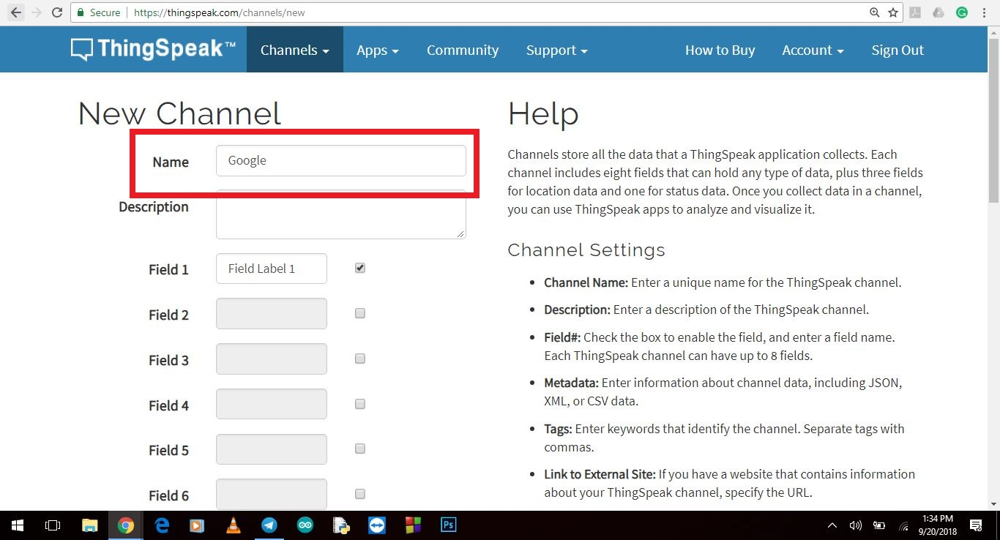 Secure https://thingspeak.com/channels/new
ThingSpeak™ Channels Apps Community Support How to Buy Account Sign Out
New Channel
Name Google
Description
Field 1 Field Label 1
Field 2
Field 3
Field 4
Field 5
Field 6
Help
Channels store all the data that a ThingSpeak application collects. Each
channel includes eight fields that can hold any type of data, plus three fields
for location data and one for status data. Once you collect data in a channel,
you can use ThingSpeak apps to analyze and visualize it.
Channel Settings
• Channel Name: Enter a unique name for the ThingSpeak channel.
• Description: Enter a description of the ThingSpeak channel.
• Field#: Check the box to enable the field, and enter a field name.
Each ThingSpeak channel can have up to 8 fields.
• Metadata: Enter information about channel data, including JSON,
XML, or CSV data.
• Tags: Enter keywords that identify the channel. Separate tags with
commas.
• Link to External Site: If you have a website that contains information
about your ThingSpeak channel, specify the URL.
Ps
1:34 PM
9/20/2018